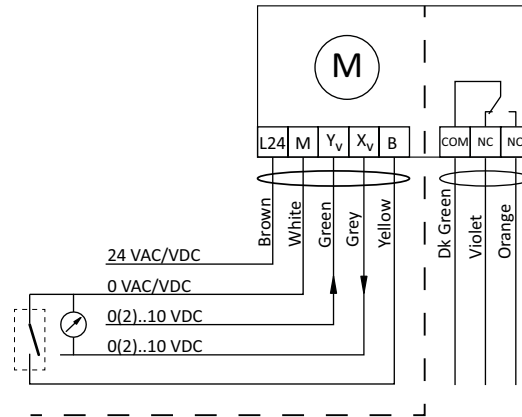 M
L24 M Yv Xv B
COM NC
Brown
White
Green
Grey
Yellow
Dk Green
Violet
Orange
24 VAC/VDC
0 VAC/VDC
0(2)..10 VDC
0(2)..10 VDC